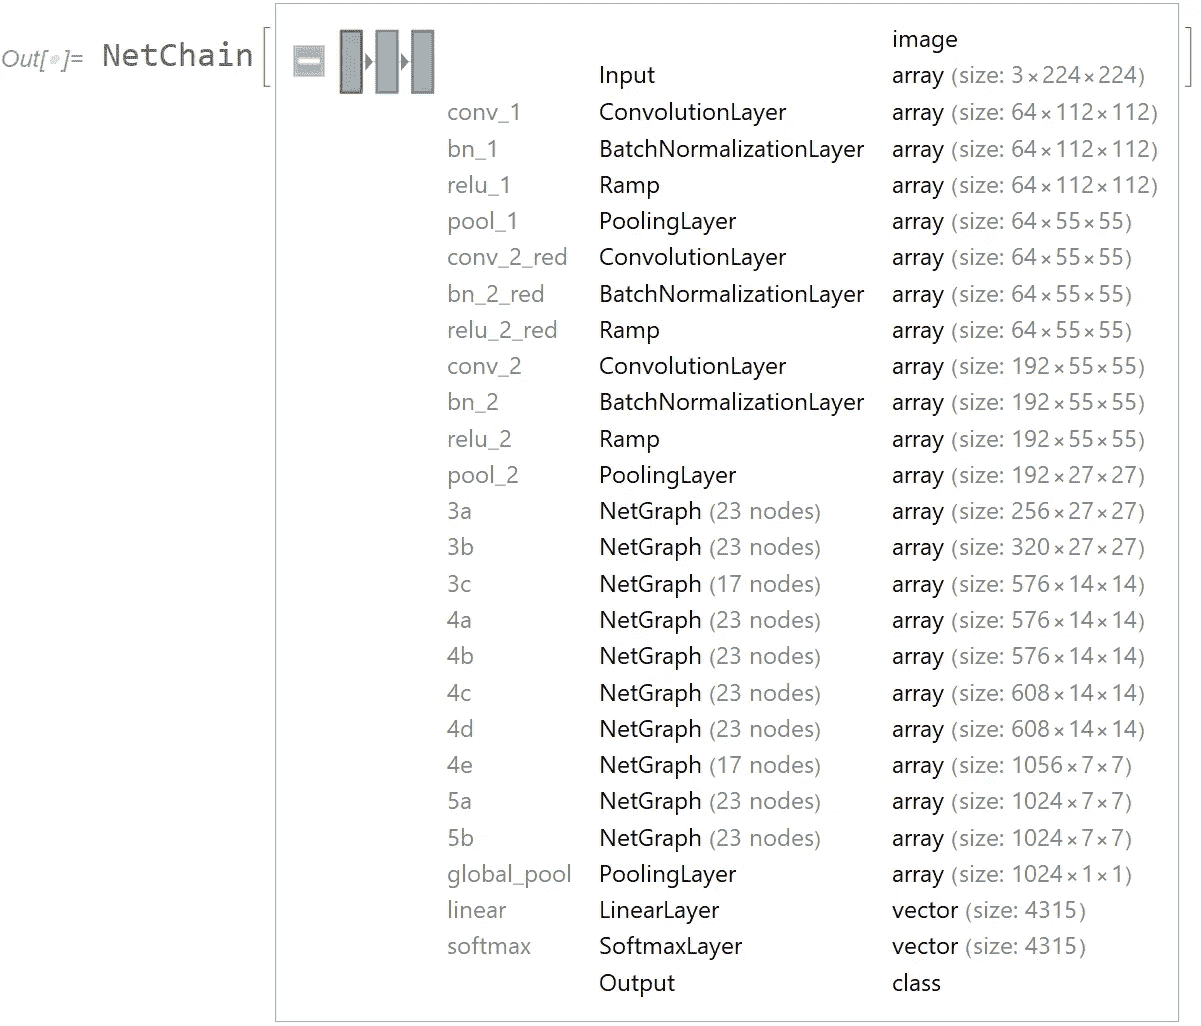 image
Out[•]= NetChain[ ]
Input array (size: 3×224×224)
conv_1 ConvolutionLayer array (size: 64×112×112)
bn_1 BatchNormalizationLayer array (size: 64×112×112)
relu_1 Ramp array (size: 64×112×112)
pool_1 PoolingLayer array (size: 64×55×55)
conv_2_red ConvolutionLayer array (size: 64×55×55)
bn_2_red BatchNormalizationLayer array (size: 64×55×55)
relu_2_red Ramp array (size: 64×55×55)
conv_2 ConvolutionLayer array (size: 192×55×55)
bn_2 BatchNormalizationLayer array (size: 192×55×55)
relu_2 Ramp array (size: 192×55×55)
pool_2 PoolingLayer array (size: 192×27×27)
3a NetGraph (23 nodes) array (size: 256×27×27)
3b NetGraph (23 nodes) array (size: 320×27×27)
3c NetGraph (17 nodes) array (size: 576×14×14)
4a NetGraph (23 nodes) array (size: 576×14×14)
4b NetGraph (23 nodes) array (size: 576×14×14)
4c NetGraph (23 nodes) array (size: 608×14×14)
4d NetGraph (23 nodes) array (size: 608×14×14)
4e NetGraph (17 nodes) array (size: 1056×7×7)
5a NetGraph (23 nodes) array (size: 1024×7×7)
5b NetGraph (23 nodes) array (size: 1024×7×7)
global_pool PoolingLayer array (size: 1024×1×1)
linear LinearLayer vector (size: 4315)
softmax SoftmaxLayer vector (size: 4315)
Output class